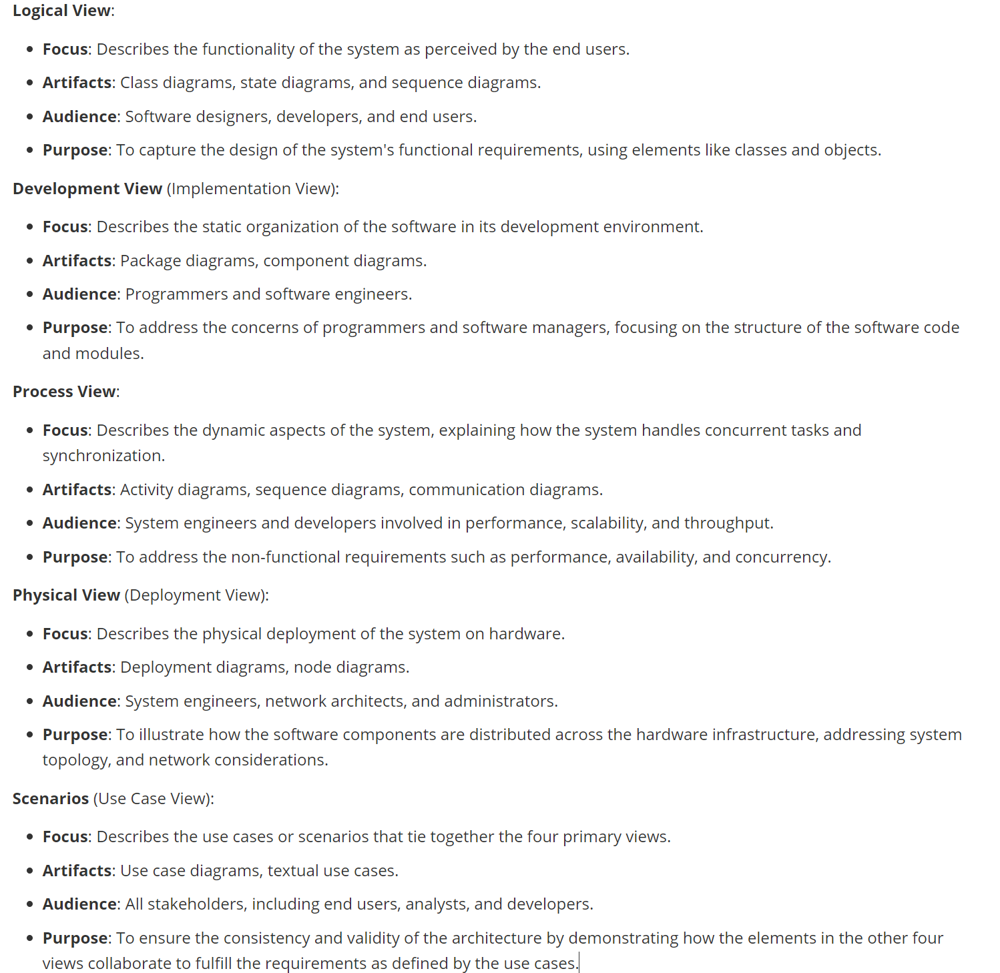 Logical View:
• Focus: Describes the functionality of the system as perceived by the end users.
• Artifacts: Class diagrams, state diagrams, and sequence diagrams.
• Audience: Software designers, developers, and end users.
• Purpose: To capture the design of the system's functional requirements, using elements like classes and objects.
Development View (Implementation View):
• Focus: Describes the static organization of the software in its development environment.
• Artifacts: Package diagrams, component diagrams.
• Audience: Programmers and software engineers.
• Purpose: To address the concerns of programmers and software managers, focusing on the structure of the software code
and modules.
Process View:
• Focus: Describes the dynamic aspects of the system, explaining how the system handles concurrent tasks and
synchronization.
• Artifacts: Activity diagrams, sequence diagrams, communication diagrams.
• Audience: System engineers and developers involved in performance, scalability, and throughput.
• Purpose: To address the non-functional requirements such as performance, availability, and concurrency.
Physical View (Deployment View):
• Focus: Describes the physical deployment of the system on hardware.
• Artifacts: Deployment diagrams, node diagrams.
• Audience: System engineers, network architects, and administrators.
• Purpose: To illustrate how the software components are distributed across the hardware infrastructure, addressing system
topology, and network considerations.
Scenarios (Use Case View):
• Focus: Describes the use cases or scenarios that tie together the four primary views.
• Artifacts: Use case diagrams, textual use cases.
• Audience: All stakeholders, including end users, analysts, and developers.
• Purpose: To ensure the consistency and validity of the architecture by demonstrating how the elements in the other four
views collaborate to fulfill the requirements as defined by the use cases.